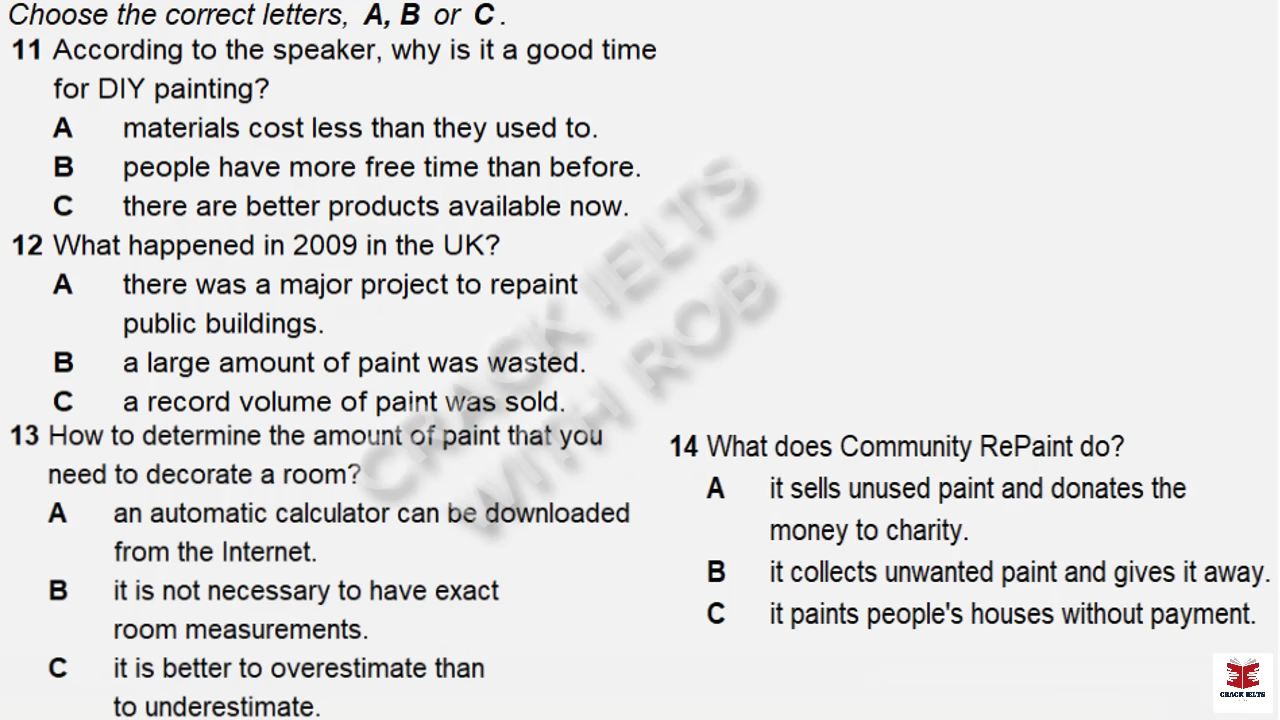 Choose the correct letters, A, B or C.
11 According to the speaker, why is it a good time
for DIY painting?
A materials cost less than they used to.
B people have more free time than before.
C there are better products available now.
12 What happened in 2009 in the UK?
A there was a major project to repaint
public buildings.
B a large amount of paint was wasted.
C a record volume of paint was sold.
13 How to determine the amount of paint that you
need to decorate a room?
A an automatic calculator can be downloaded
from the Internet.
B it is not necessary to have exact
room measurements.
C it is better to overestimate than
to underestimate.
14 What does Community RePaint do?
A it sells unused paint and donates the
money to charity.
B it collects unwanted paint and gives it away.
C it paints people's houses without payment.
CRACK IELTS
WITH ROB
CRACK IELTS